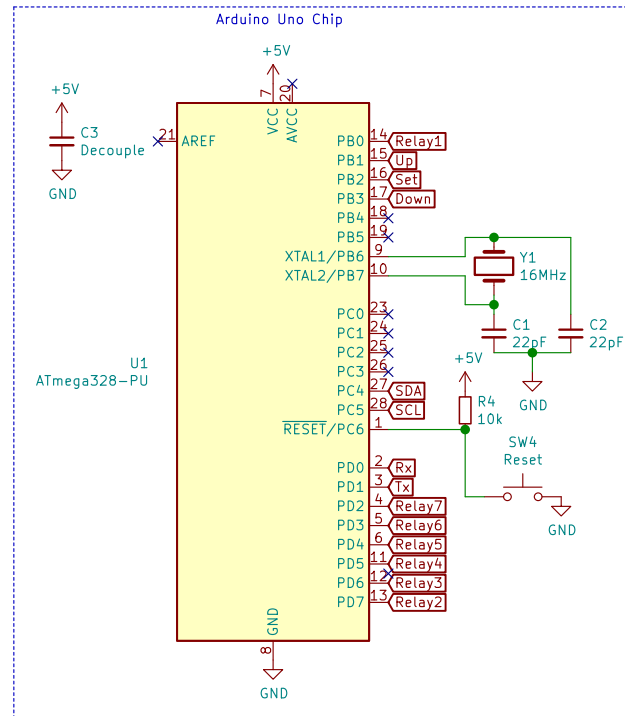 Arduino Uno Chip
+5V
+5V
C3
Decouple
GND
7
20
VCC
AVCC
21
AREF
PB0
14
Relay1
PB1
15
Up
PB2
16
Set
PB3
17
Down
PB4
18
PB5
19
XTAL1/PB6
9
XTAL2/PB7
10
Y1
16MHz
PC0
23
PC1
24
PC2
25
PC3
26
PC4
27
SDA
PC5
28
SCL
RESET/PC6
1
C1
22pF
C2
22pF
GND
+5V
R4
10k
SW4
Reset
GND
U1
ATmega328-PU
PD0
2
Rx
PD1
3
Tx
PD2
4
Relay7
PD3
5
Relay6
PD4
6
Relay5
PD5
11
Relay4
PD6
12
Relay3
PD7
13
Relay2
GND
8
GND